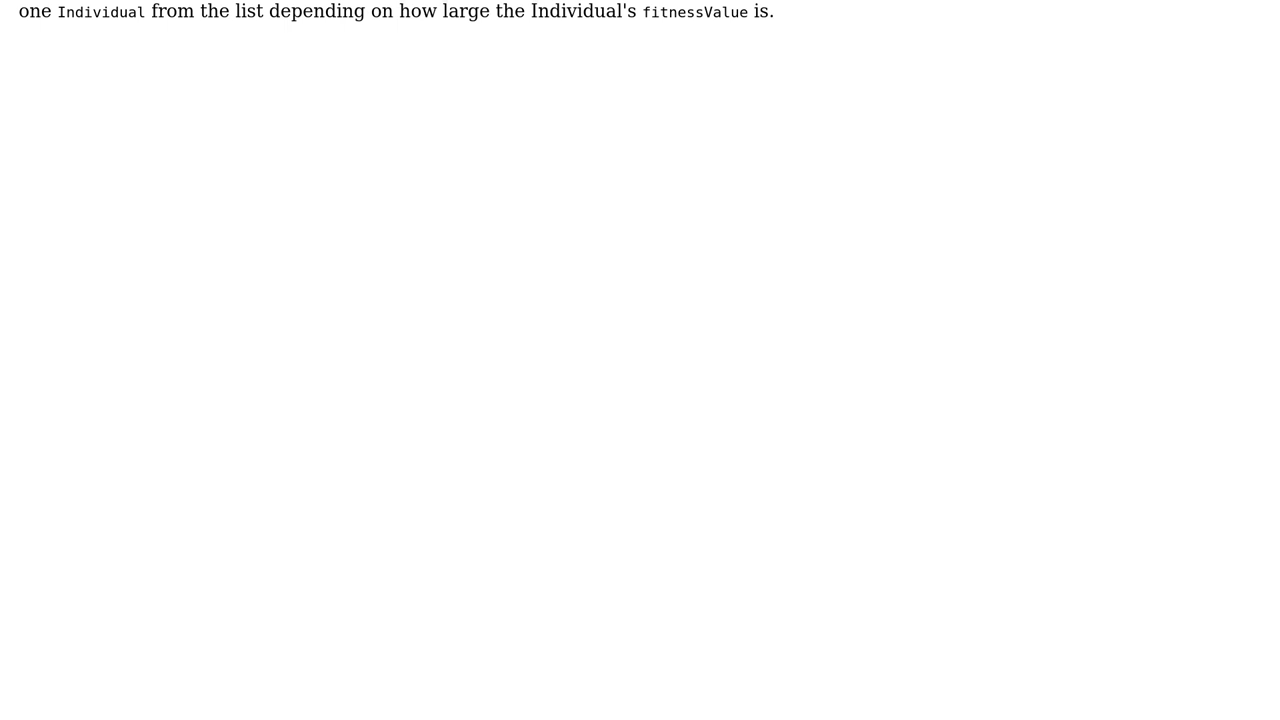 one Individual from the list depending on how large the Individual's fitnessValue is.